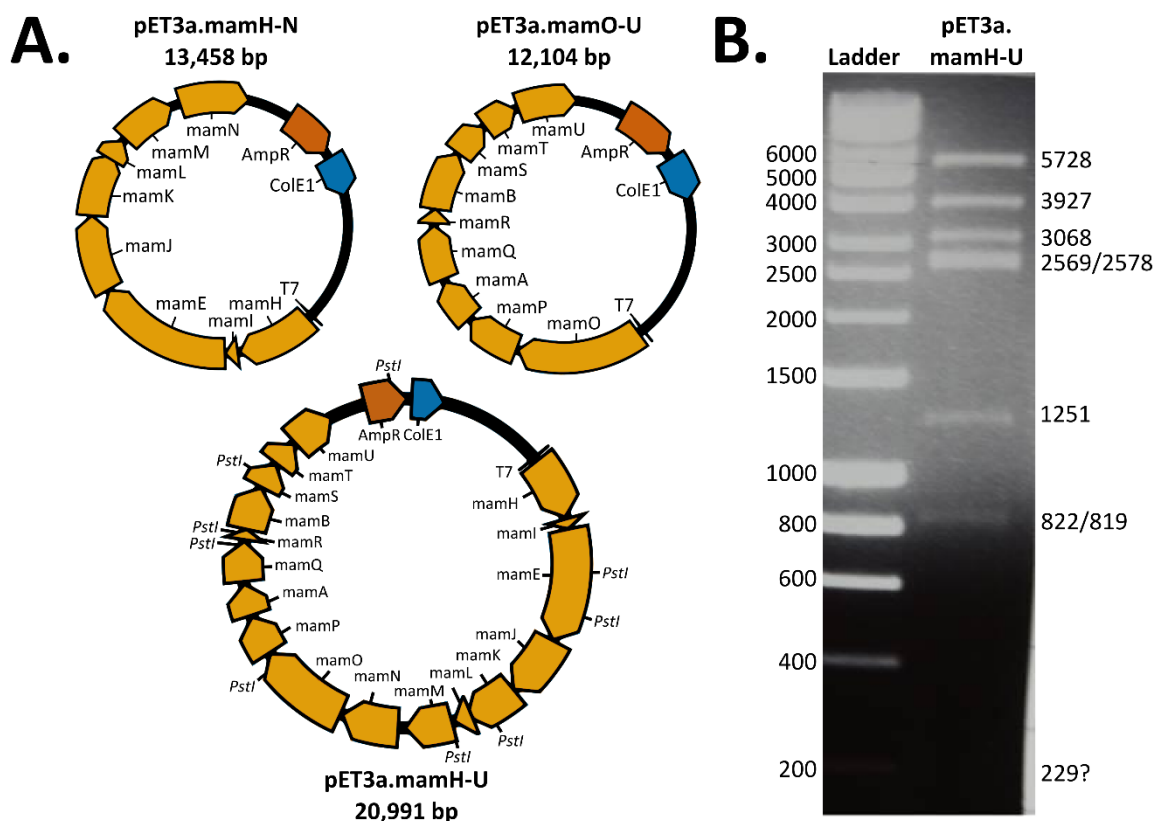 A.
pET3a.mamH-N
13,458 bp
mamN
mamM
mamL
mamK
mamJ
mamE
mamI
mamH
T7
AmpR
ColE1
pET3a.mamO-U
12,104 bp
mamU
mamT
mamS
mamB
mamR
mamQ
mamA
mamP
mamO
T7
AmpR
ColE1
PstI
AmpR
ColE1
T7
mamH
mamI
mamE
PstI
PstI
mamJ
mamK
PstI
mamL
PstI
mamM
mamN
mamO
PstI
mamP
mamA
mamQ
PstI
PstI
mamR
mamB
PstI
mamS
mamT
mamU
pET3a.mamH-U
20,991 bp
B.
Ladder
pET3a.
mamH-U
6000
5000
4000
3000
2500
2000
1500
1000
800
600
400
200
5728
3927
3068
2569/2578
1251
822/819
229?